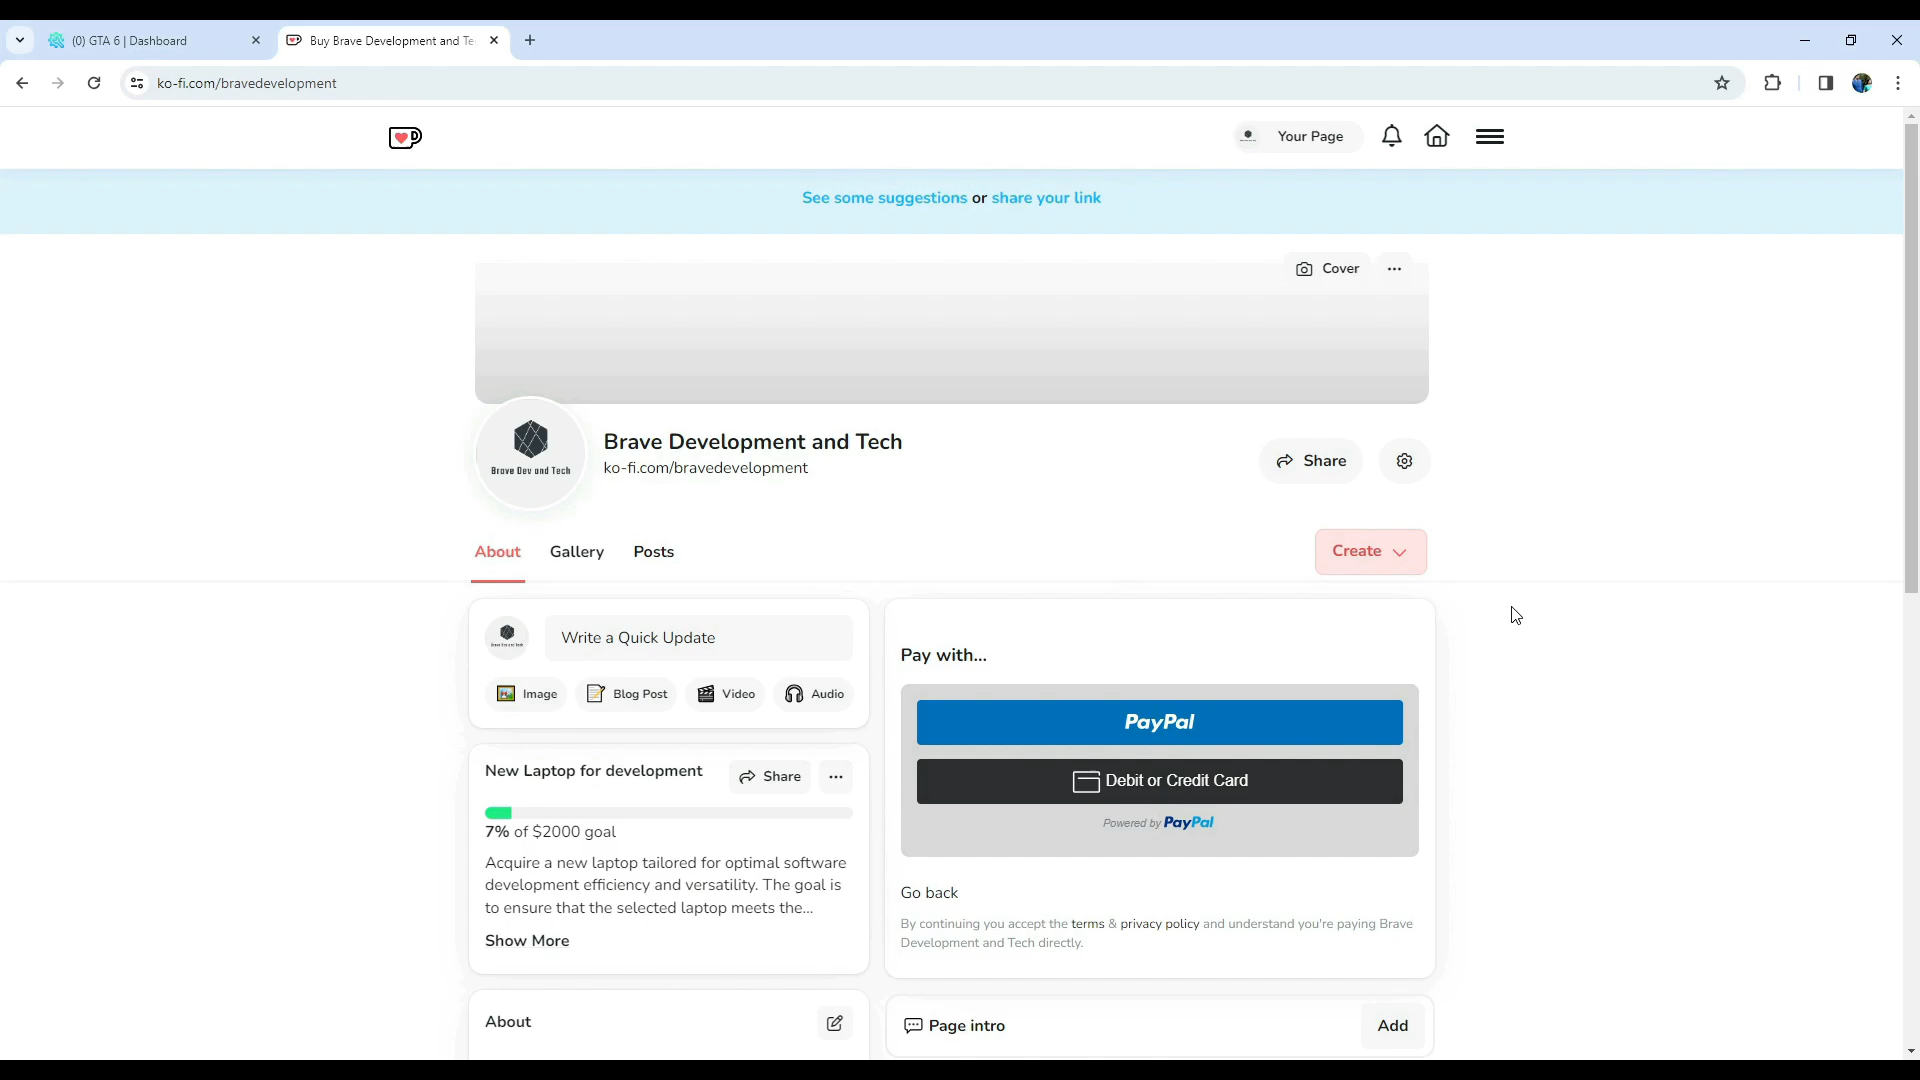 (0) GTA 6 | Dashboard
Buy Brave Development and Te
ko-fi.com/bravedevelopment
Your Page
See some suggestions or share your link
Cover
Brave Dev and Tech
Brave Development and Tech
ko-fi.com/bravedevelopment
Share
About
Gallery
Posts
Create
Write a Quick Update
Image
Blog Post
Video
Audio
New Laptop for development
Share
7% of $2000 goal
Acquire a new laptop tailored for optimal software
development efficiency and versatility. The goal is
to ensure that the selected laptop meets the...
Show More
About
Pay with...
PayPal
Debit or Credit Card
Powered by PayPal
Go back
By continuing you accept the terms & privacy policy and understand you're paying Brave
Development and Tech directly.
Page intro
Add